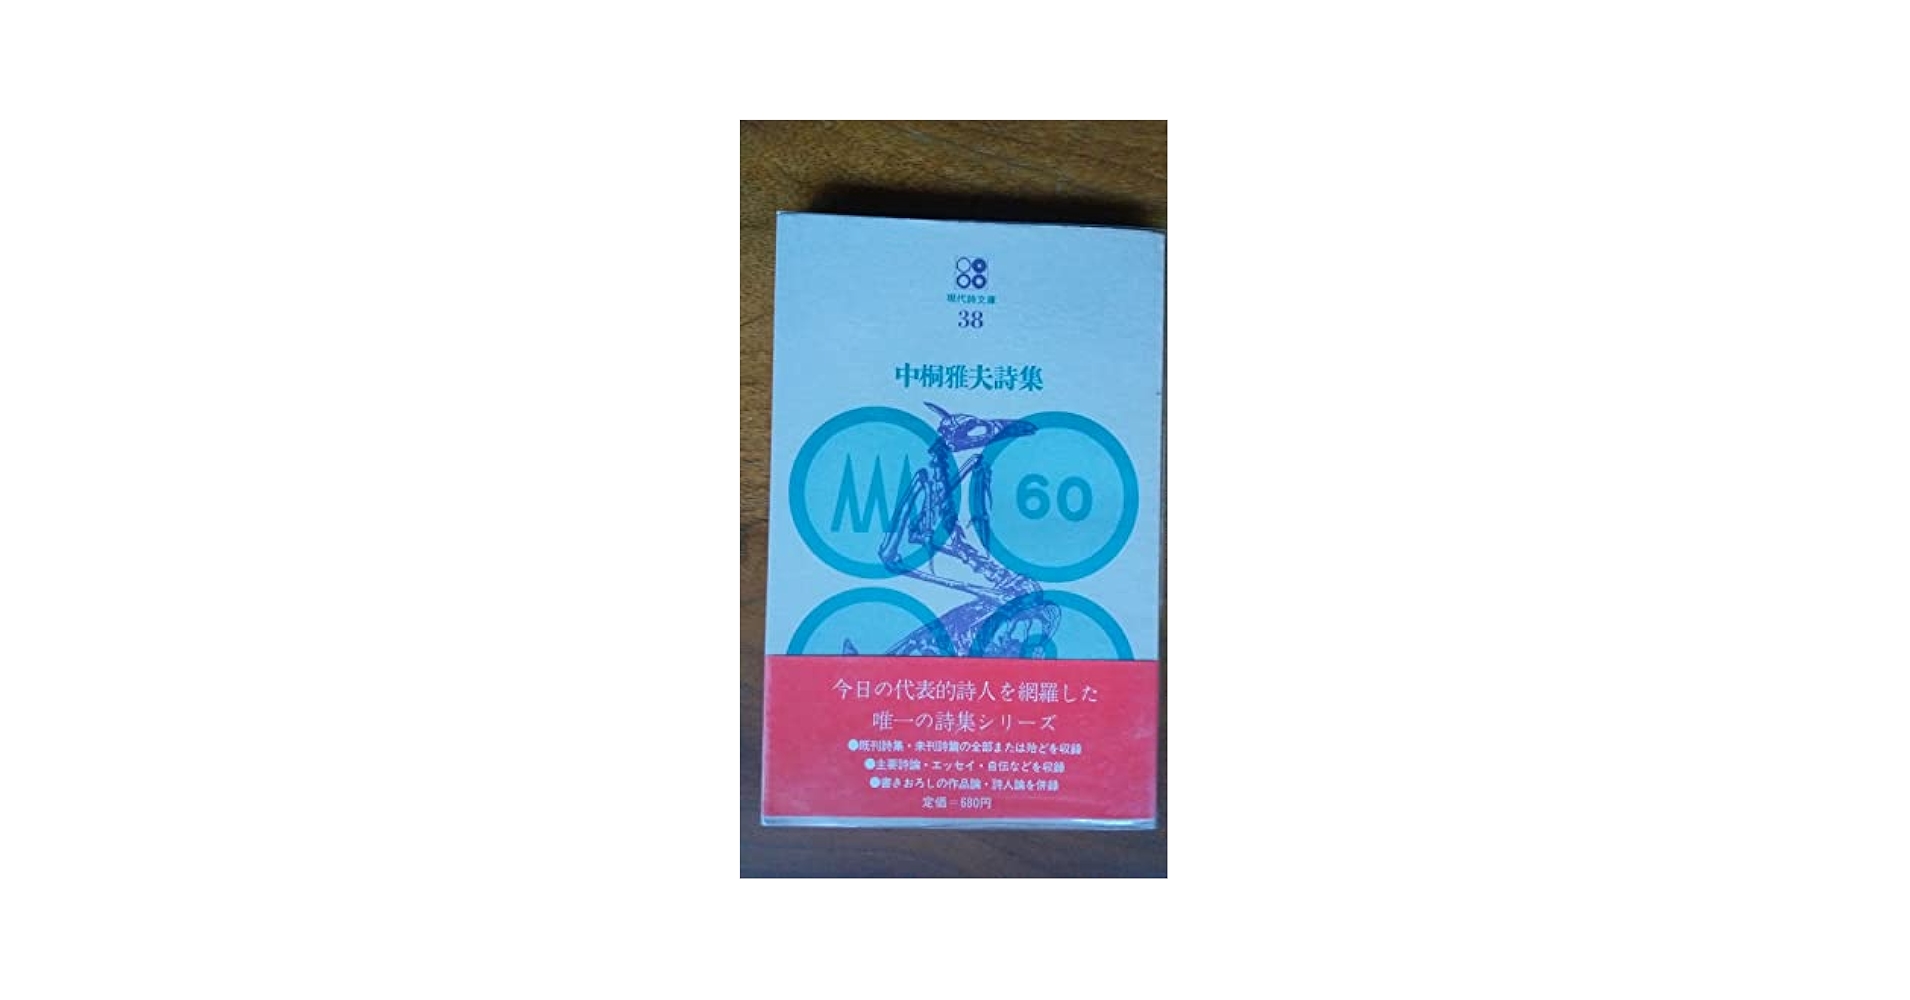 現代詩文庫
38
中桐雅夫詩集
60
今日の代表的詩人を網羅した
唯一の詩集シリーズ
●既刊詩集・未刊詩篇の全部または殆どを収録
●主要詩論・エッセイ・自伝などを収録
●書きおろしの作品論・詩人論を併録
定価=680円